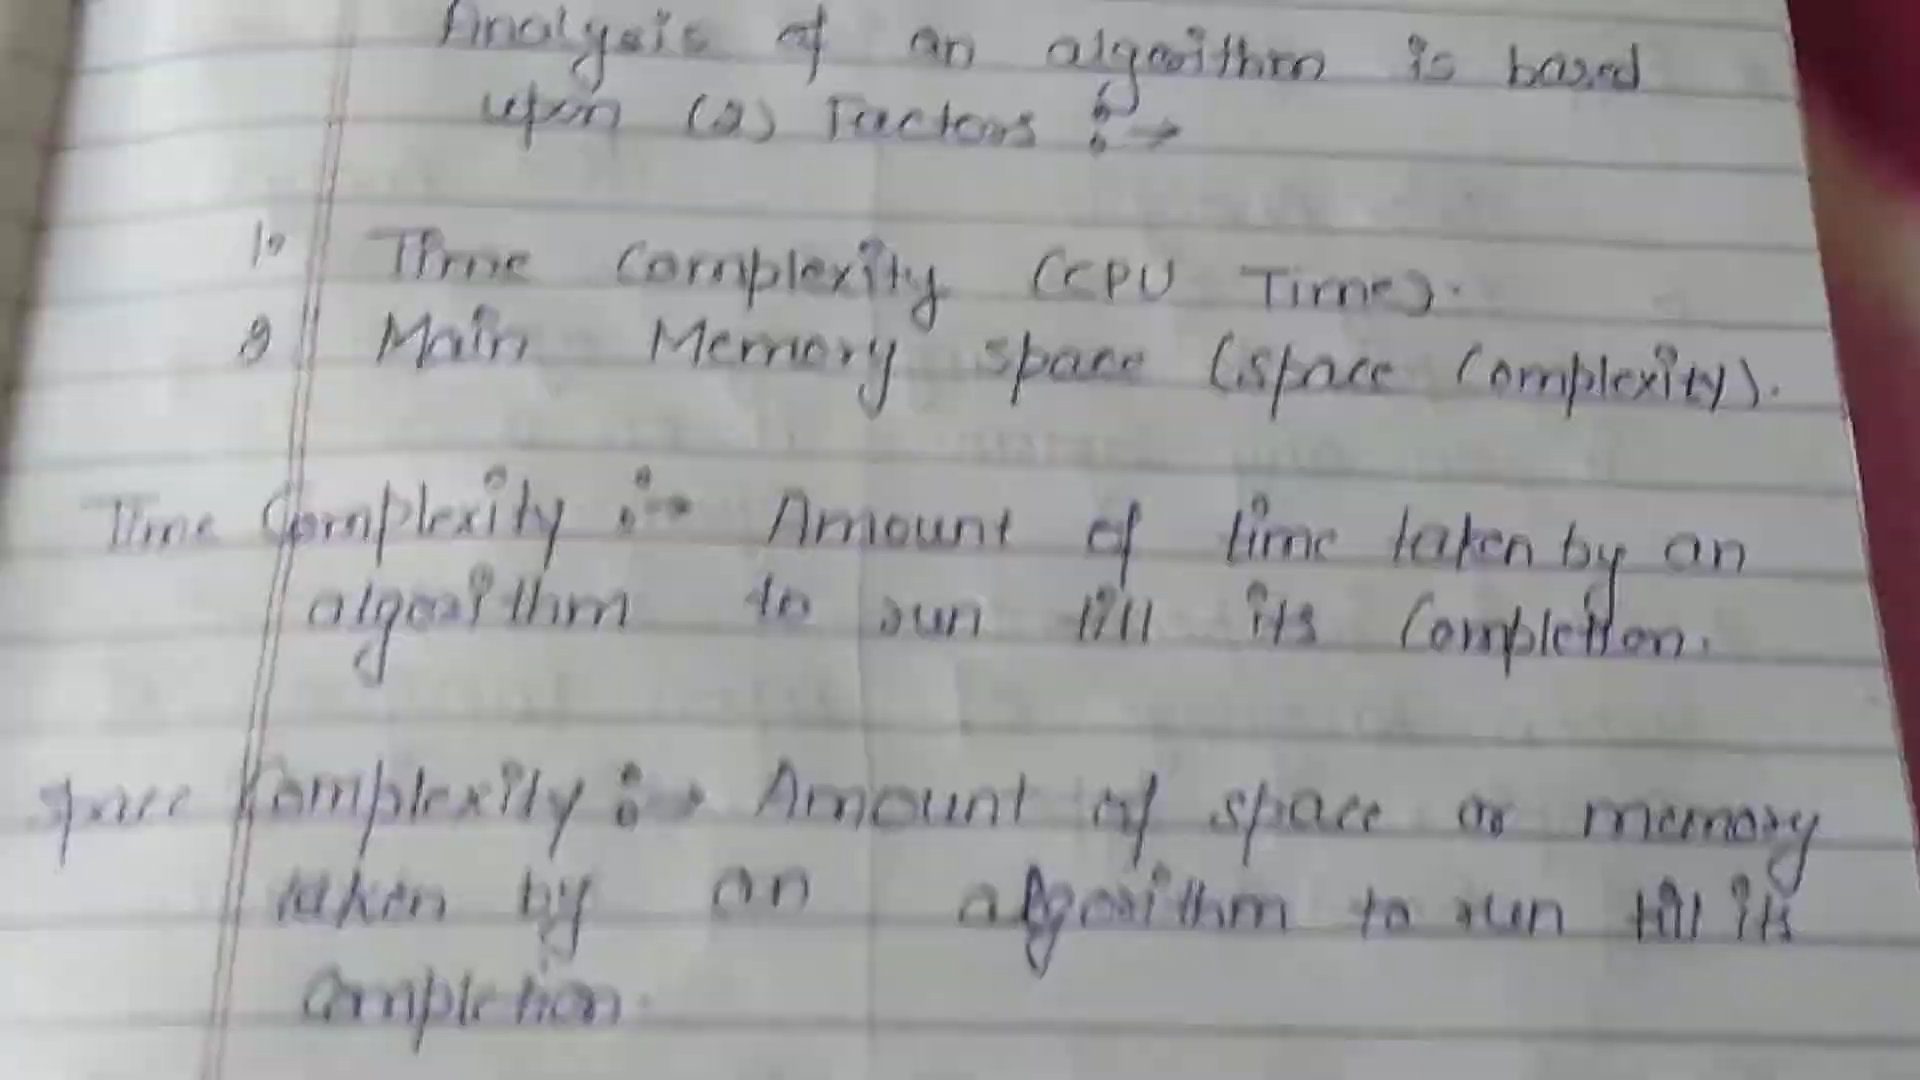 Analysis of an algorithm is based
upon (2) Factors :→
1. Time Complexity (CPU Time).
2 Main Memory space (space Complexity).
Time Complexity :→ Amount of time taken by an
algorithm to run till its Completion.
space Complexity :→ Amount of space or memory
taken by an algorithm to run till its
Completion.